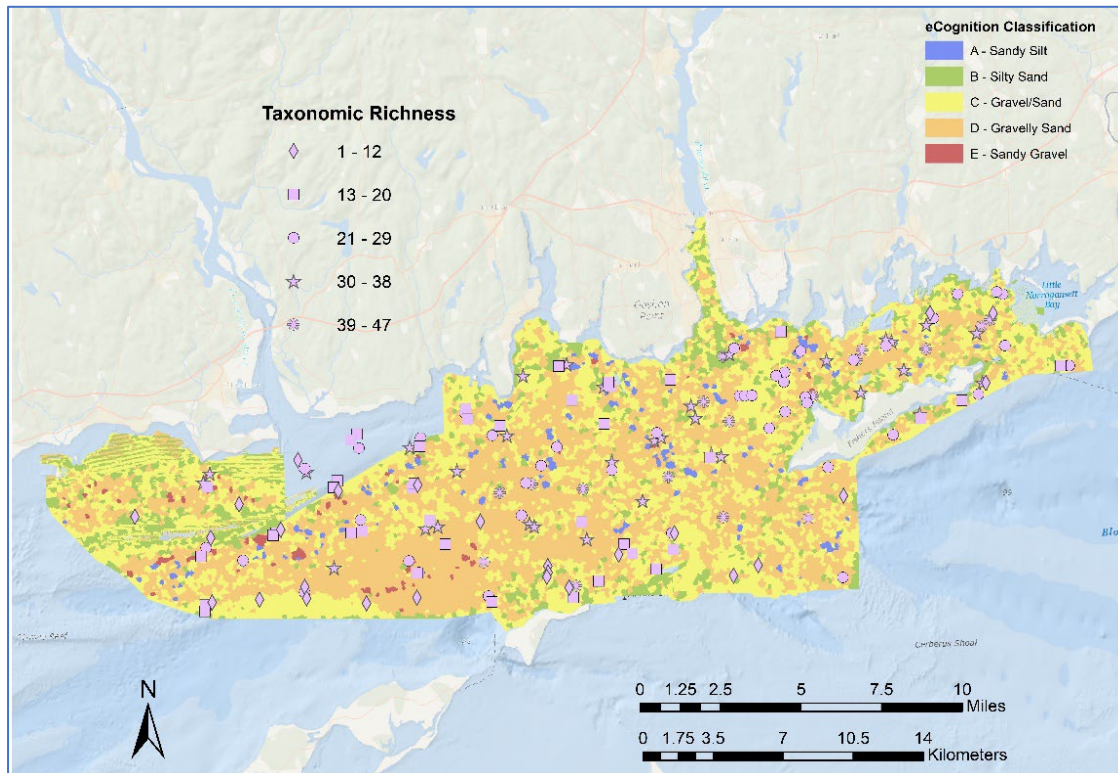 eCognition Classification
A - Sandy Silt
B - Silty Sand
C - Gravel/Sand
D - Gravelly Sand
E - Sandy Gravel
Taxonomic Richness
1 - 12
13 - 20
21 - 29
30 - 38
39 - 47
Goshen
Point
Little
Narragansett
Bay
Fishers Island
Cerberus Shoal
N
0 1.25 2.5 5 7.5 10
Miles
0 1.75 3.5 7 10.5 14
Kilometers